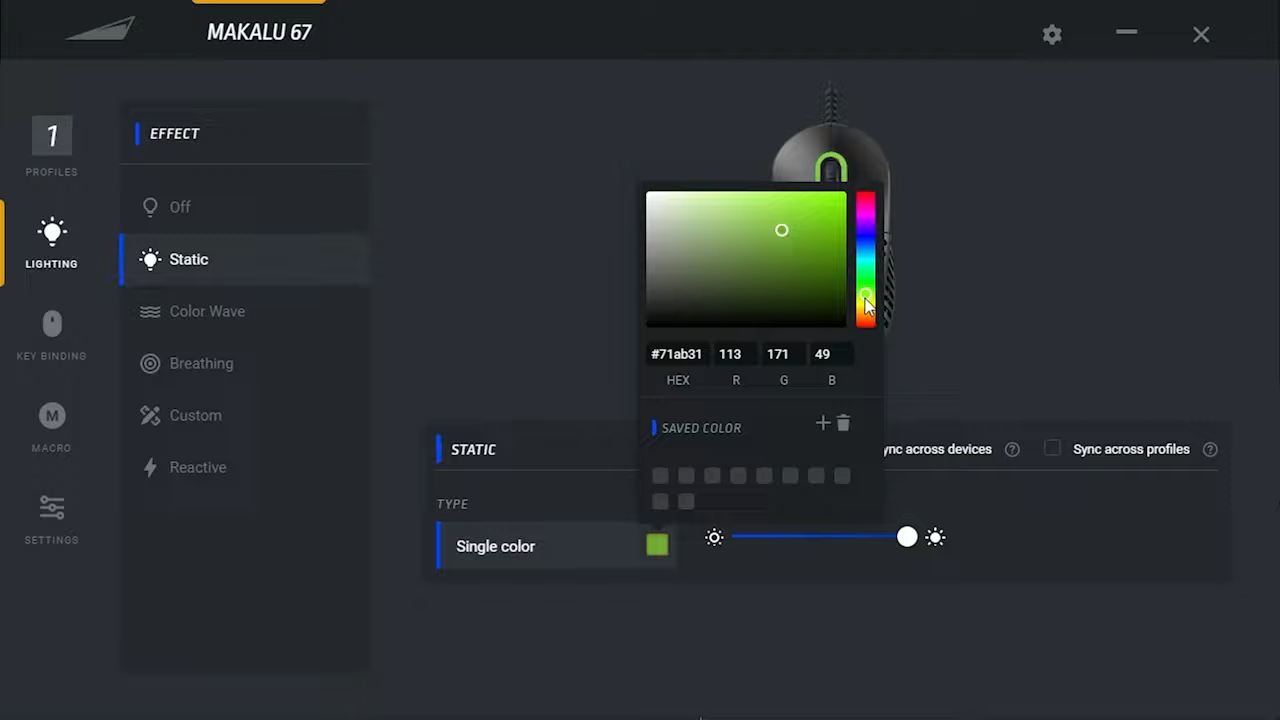 MAKALU 67
1
PROFILES
LIGHTING
KEY BINDING
M
MACRO
SETTINGS
EFFECT
Off
Static
Color Wave
Breathing
Custom
Reactive
#71ab31 113 171 49
HEX R G B
SAVED COLOR
STATIC
ync across devices ? Sync across profiles ?
TYPE
Single color